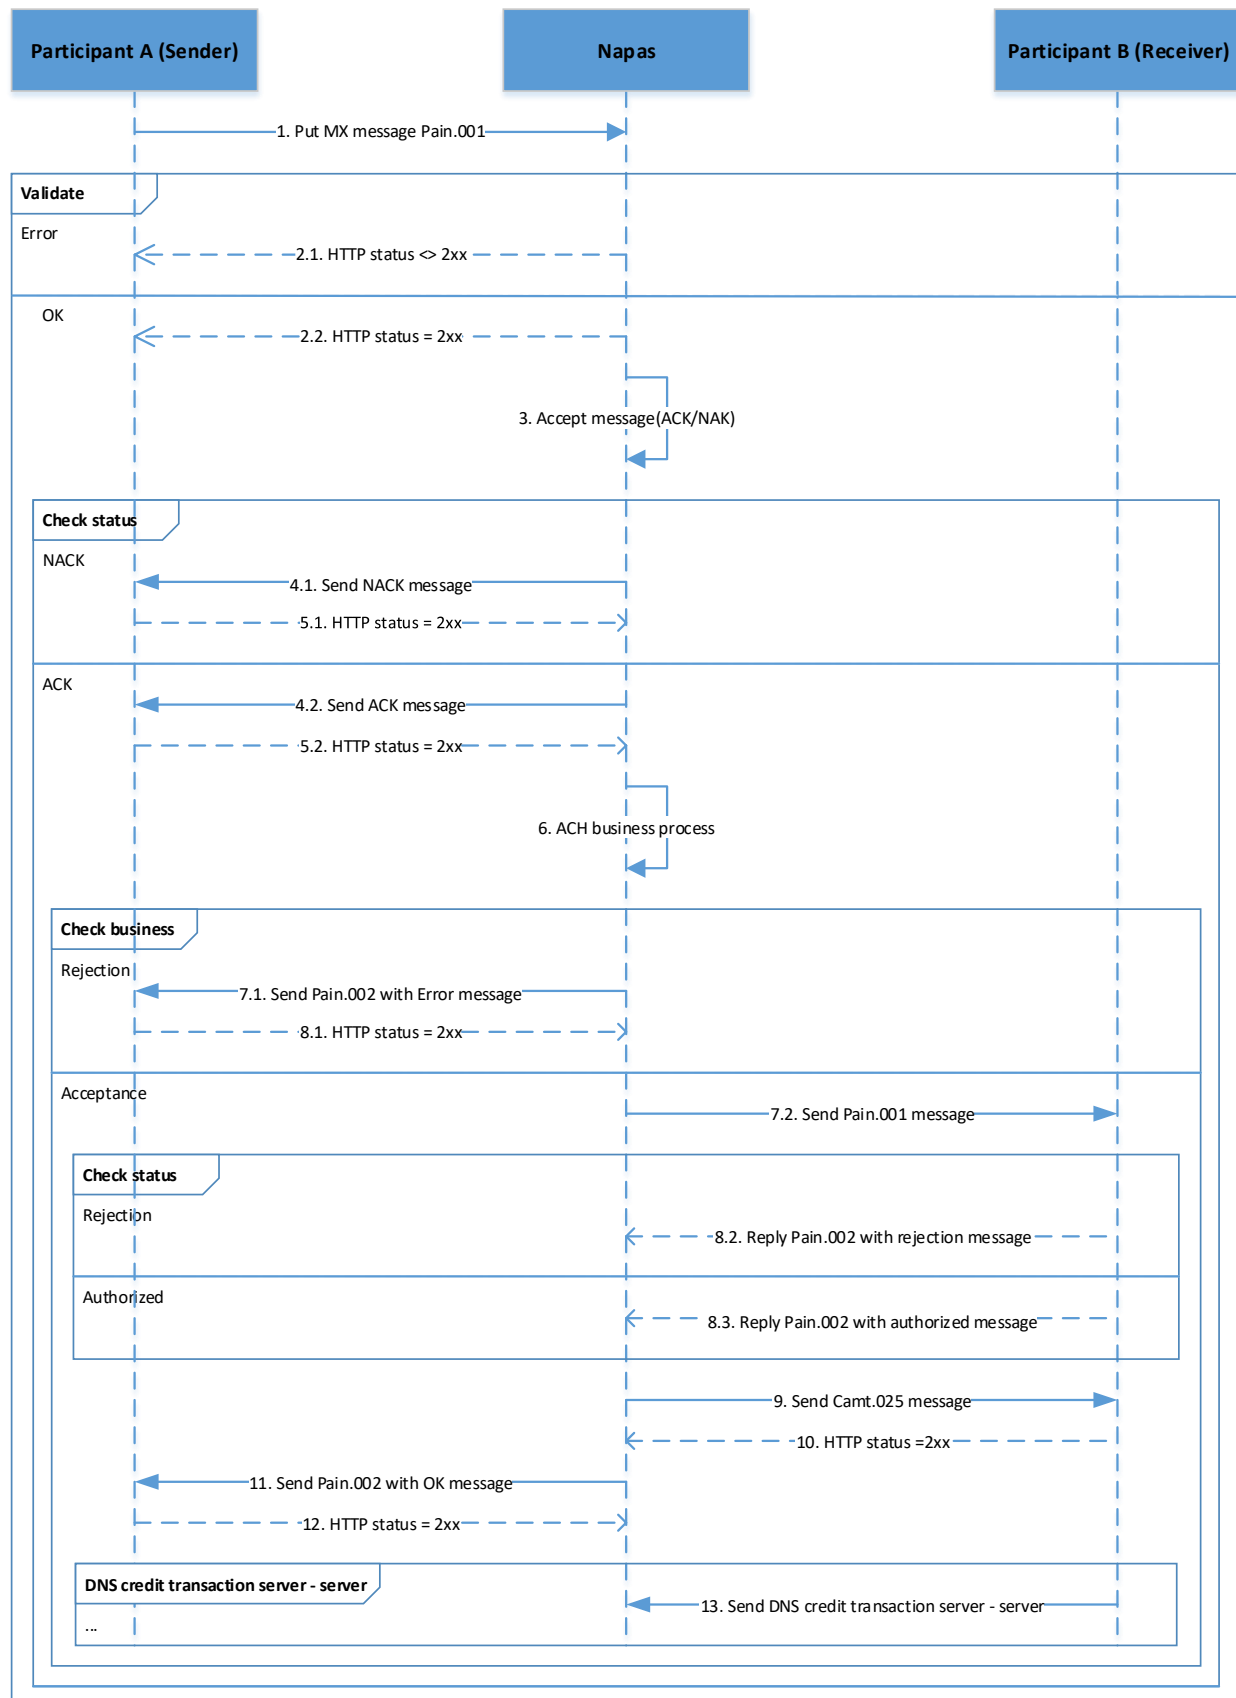 Participant A (Sender)
Napas
Participant B (Receiver)
1. Put MX message Pain.001
Validate
Error
2.1. HTTP status <> 2xx
OK
2.2. HTTP status = 2xx
3. Accept message(ACK/NAK)
Check status
NACK
4.1. Send NACK message
5.1. HTTP status = 2xx
ACK
4.2. Send ACK message
5.2. HTTP status = 2xx
6. ACH business process
Check business
Rejection
7.1. Send Pain.002 with Error message
8.1. HTTP status = 2xx
Acceptance
7.2. Send Pain.001 message
Check status
Rejection
8.2. Reply Pain.002 with rejection message
Authorized
8.3. Reply Pain.002 with authorized message
9. Send Camt.025 message
10. HTTP status =2xx
11. Send Pain.002 with OK message
12. HTTP status = 2xx
DNS credit transaction server - server
13. Send DNS credit transaction server - server
...